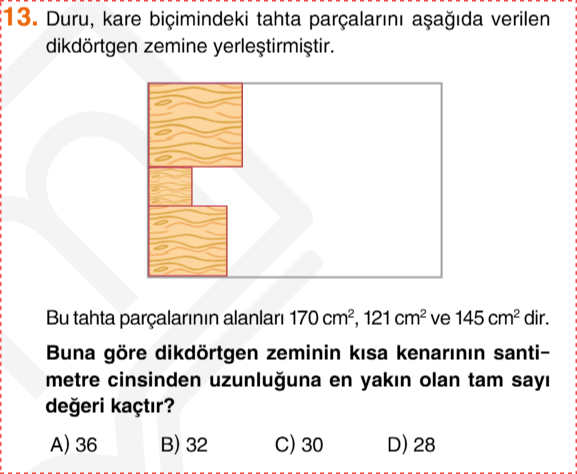 13. Duru, kare biçimindeki tahta parçalarını aşağıda verilen
dikdörtgen zemine yerleştirmiştir.
Bu tahta parçalarının alanları 170 cm², 121 cm² ve 145 cm² dir.
Buna göre dikdörtgen zeminin kısa kenarının santi-
metre cinsinden uzunluğuna en yakın olan tam sayı
değeri kaçtır?
A) 36 B) 32 C) 30 D) 28